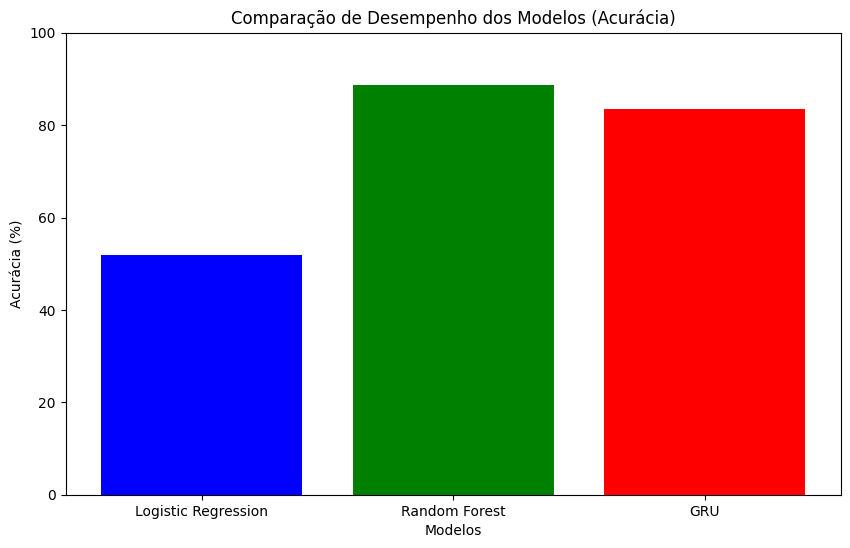 Comparação de Desempenho dos Modelos (Acurácia)
Acurácia (%)
100
80
60
40
20
0
Logistic Regression
Random Forest
GRU
Modelos